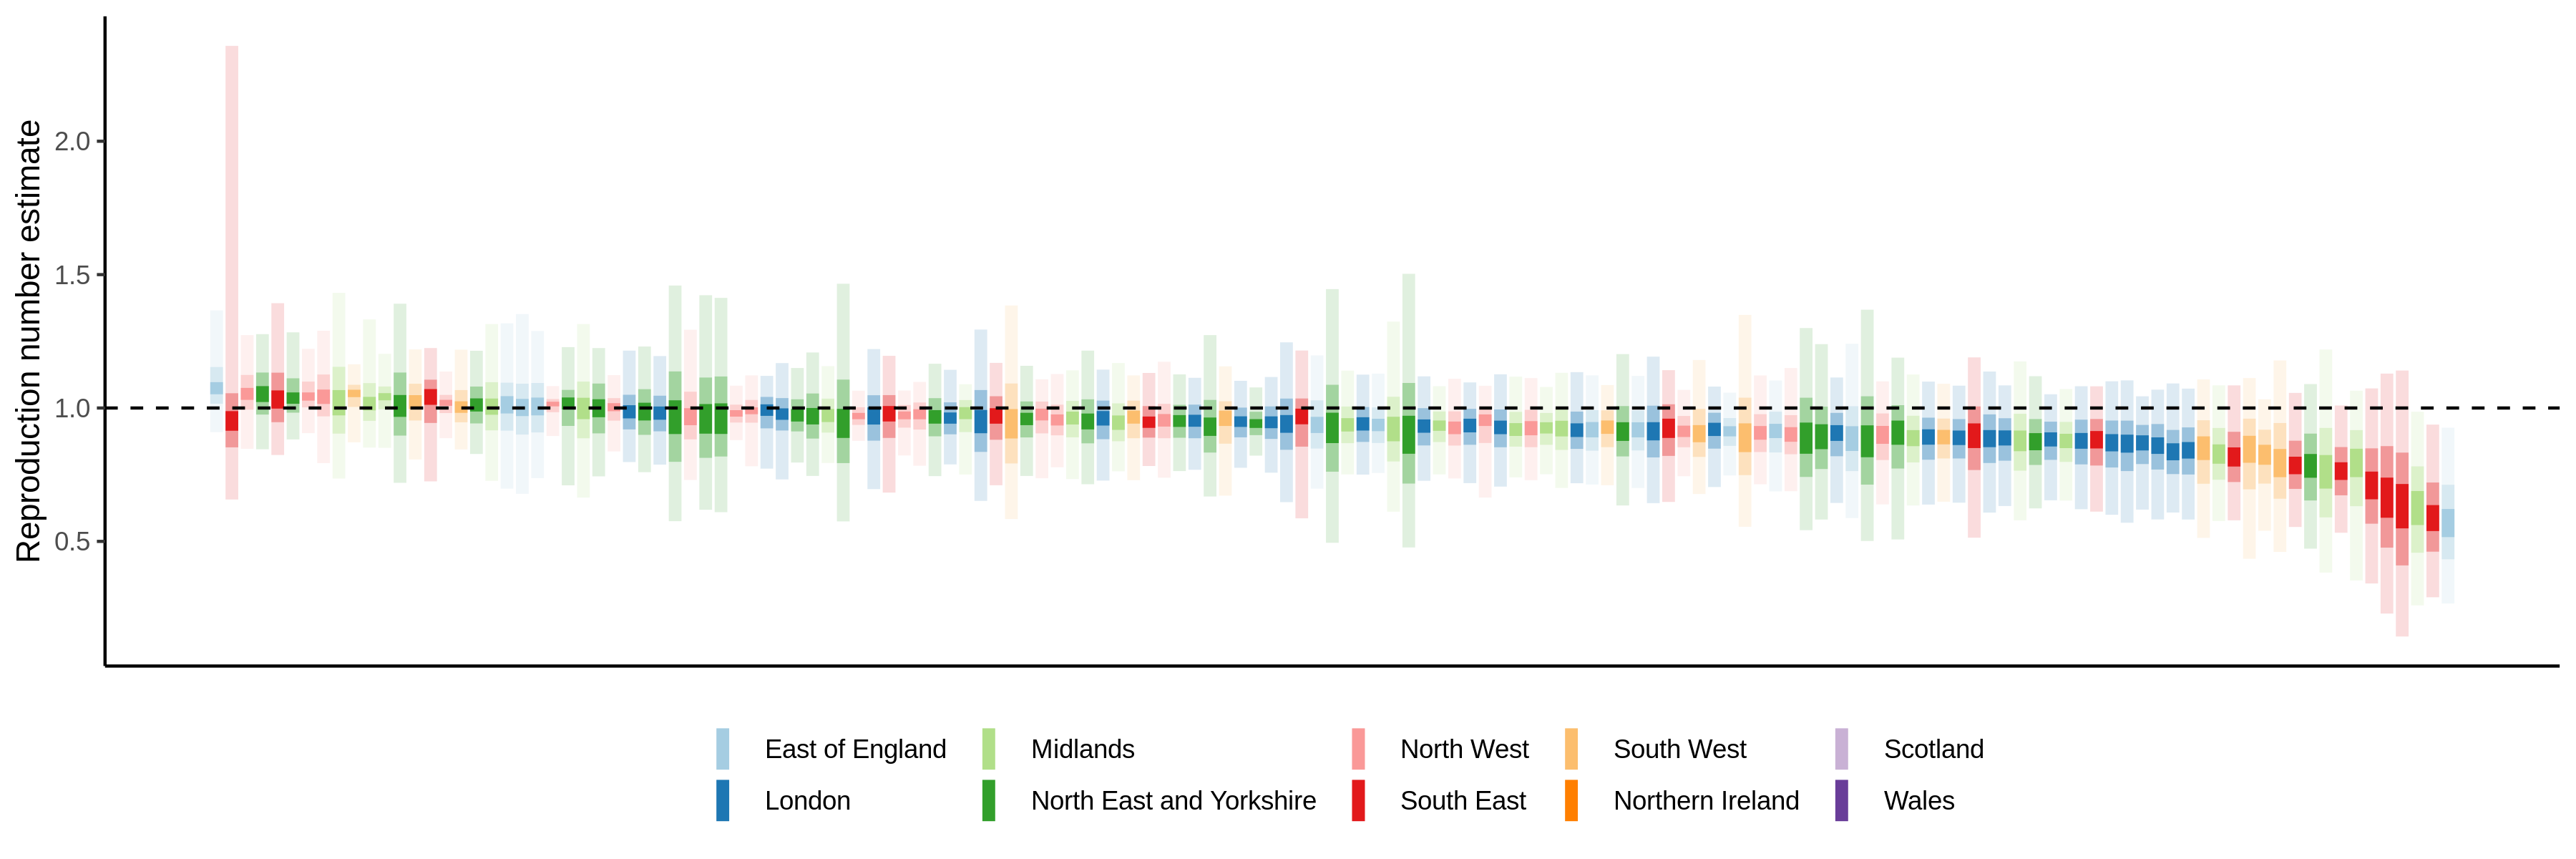 Reproduction number estimate
2.0
1.5
1.0
0.5
East of England Midlands North West South West Scotland
London North East and Yorkshire South East Northern Ireland Wales